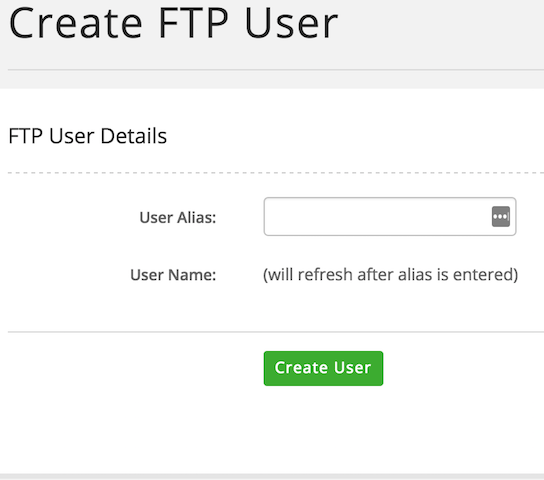 Create FTP User
FTP User Details
User Alias:
User Name: (will refresh after alias is entered)
Create User